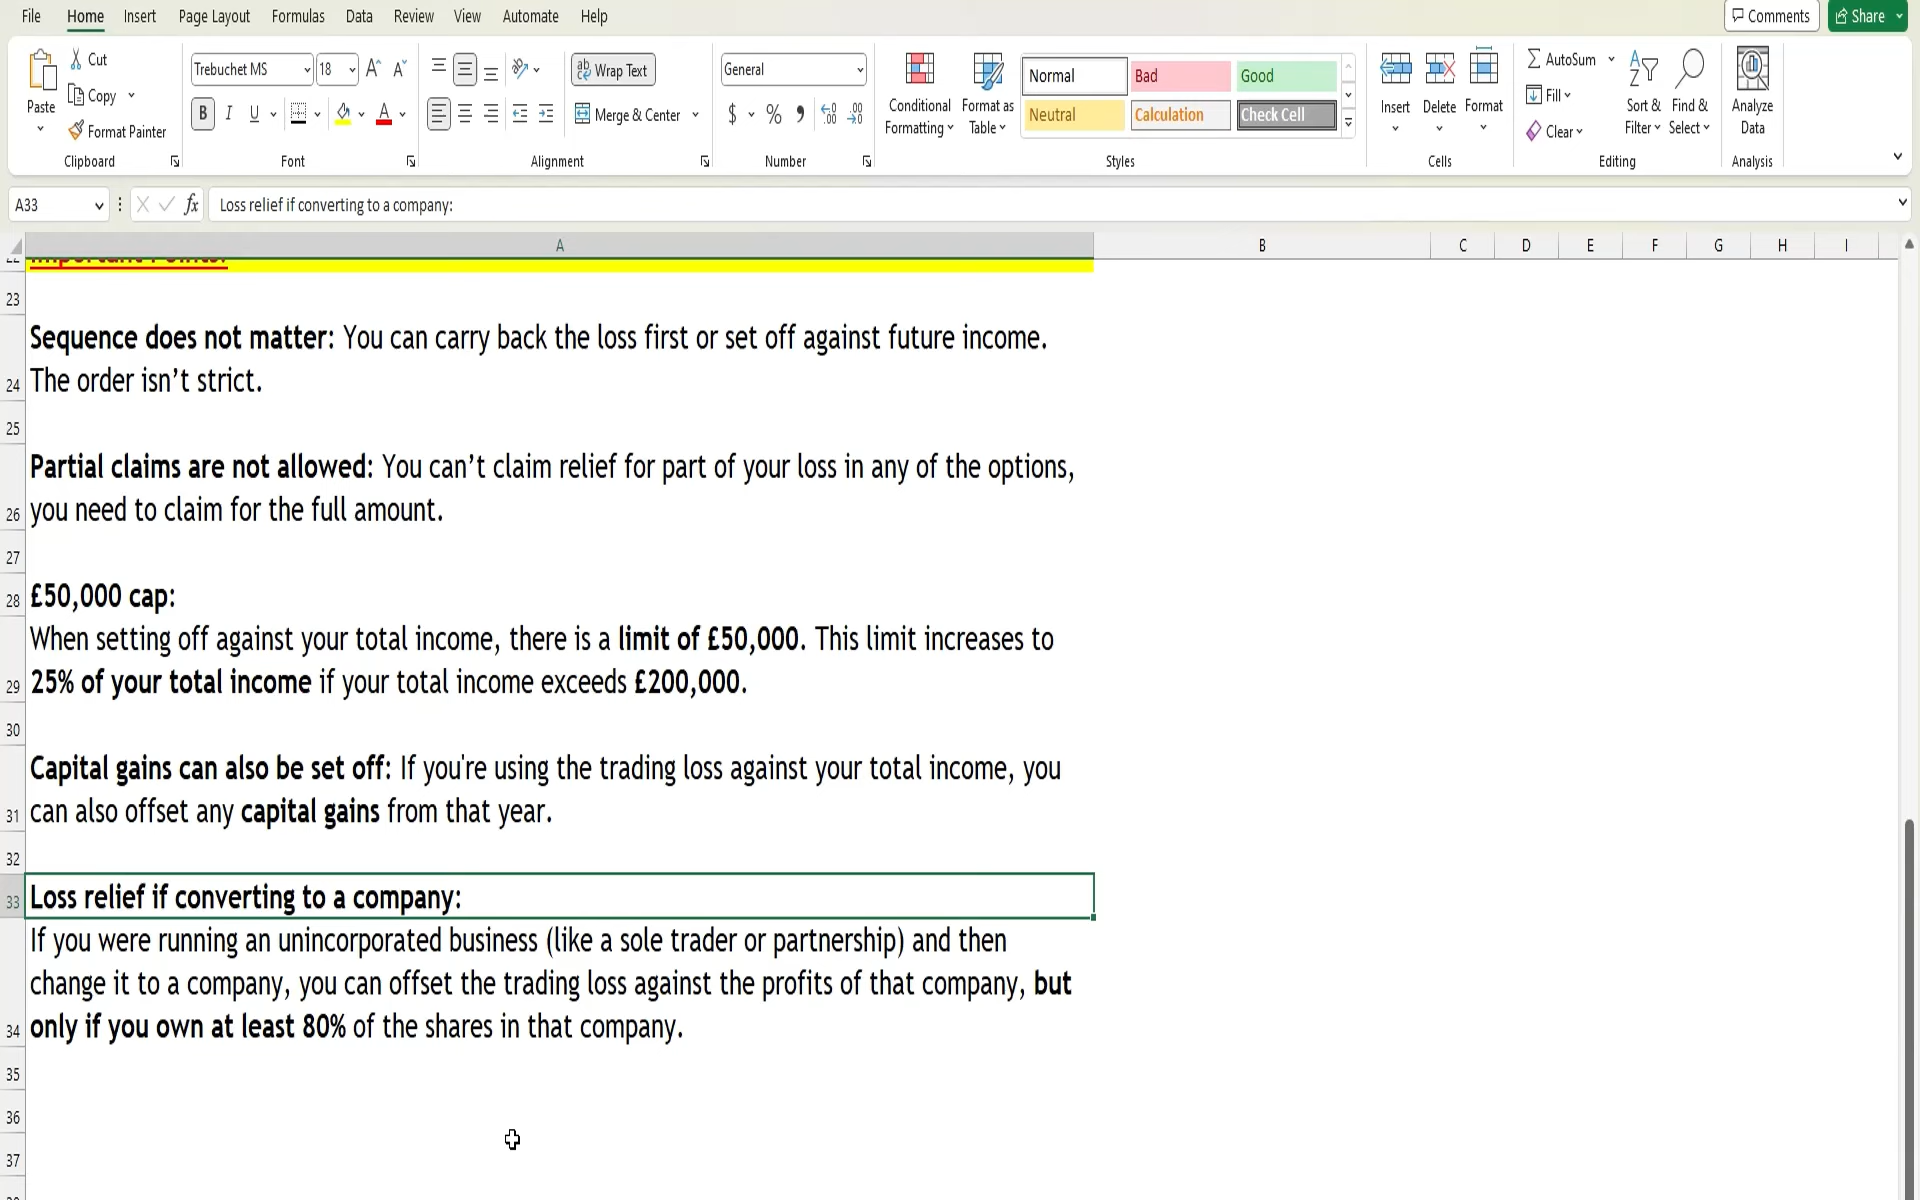 File Home Insert Page Layout Formulas Data Review View Automate Help Comments Share
Paste
Cut
Copy
Format Painter
Clipboard
Trebuchet MS 18 A A
B I U A
Font
ab Wrap Text
Merge & Center
Alignment
General
$ % , .00
Number
Conditional Formatting
Format as Table
Normal Bad Good
Neutral Calculation Check Cell
Styles
Insert Delete Format
Cells
AutoSum
Fill
Clear
Sort & Filter
Find & Select
Editing
Analyze Data
Analysis
A33 fx Loss relief if converting to a company:
A B C D E F G H I
22 Important Points:
23
Sequence does not matter: You can carry back the loss first or set off against future income.
24 The order isn’t strict.
25
Partial claims are not allowed: You can’t claim relief for part of your loss in any of the options,
26 you need to claim for the full amount.
27
28 £50,000 cap:
When setting off against your total income, there is a limit of £50,000. This limit increases to
29 25% of your total income if your total income exceeds £200,000.
30
Capital gains can also be set off: If you're using the trading loss against your total income, you
31 can also offset any capital gains from that year.
32
33 Loss relief if converting to a company:
If you were running an unincorporated business (like a sole trader or partnership) and then
change it to a company, you can offset the trading loss against the profits of that company, but
34 only if you own at least 80% of the shares in that company.
35
36
37